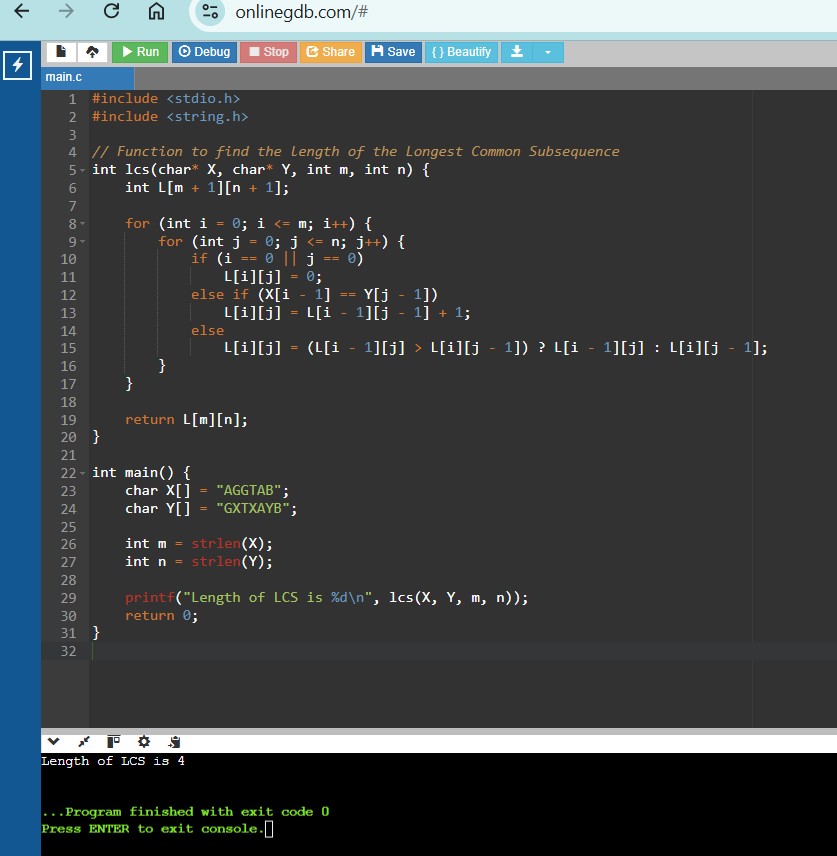 onlinegdb.com/#
Run Debug Stop Share Save { } Beautify
main.c
1 #include <stdio.h>
2 #include <string.h>
3
4 // Function to find the length of the Longest Common Subsequence
5 int lcs(char* X, char* Y, int m, int n) {
6     int L[m + 1][n + 1];
7
8     for (int i = 0; i <= m; i++) {
9         for (int j = 0; j <= n; j++) {
10             if (i == 0 || j == 0)
11                 L[i][j] = 0;
12             else if (X[i - 1] == Y[j - 1])
13                 L[i][j] = L[i - 1][j - 1] + 1;
14             else
15                 L[i][j] = (L[i - 1][j] > L[i][j - 1]) ? L[i - 1][j] : L[i][j - 1];
16         }
17     }
18
19     return L[m][n];
20 }
21
22 int main() {
23     char X[] = "AGGTAB";
24     char Y[] = "GXTXAYB";
25
26     int m = strlen(X);
27     int n = strlen(Y);
28
29     printf("Length of LCS is %d\n", lcs(X, Y, m, n));
30     return 0;
31 }
32
Length of LCS is 4
...Program finished with exit code 0
Press ENTER to exit console.